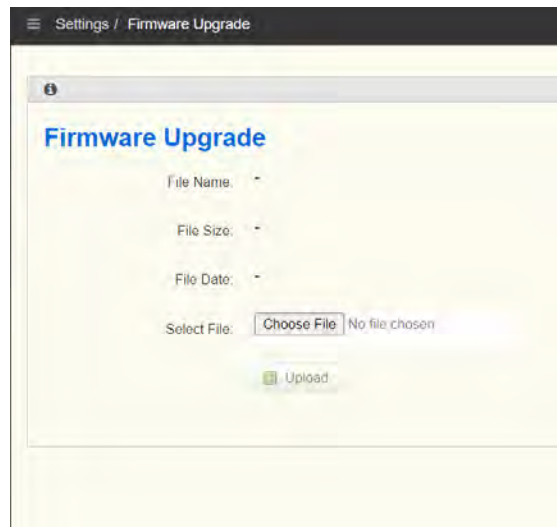 Settings / Firmware Upgrade
Firmware Upgrade
File Name: -
File Size: -
File Date: -
Select File: Choose File No file chosen
Upload